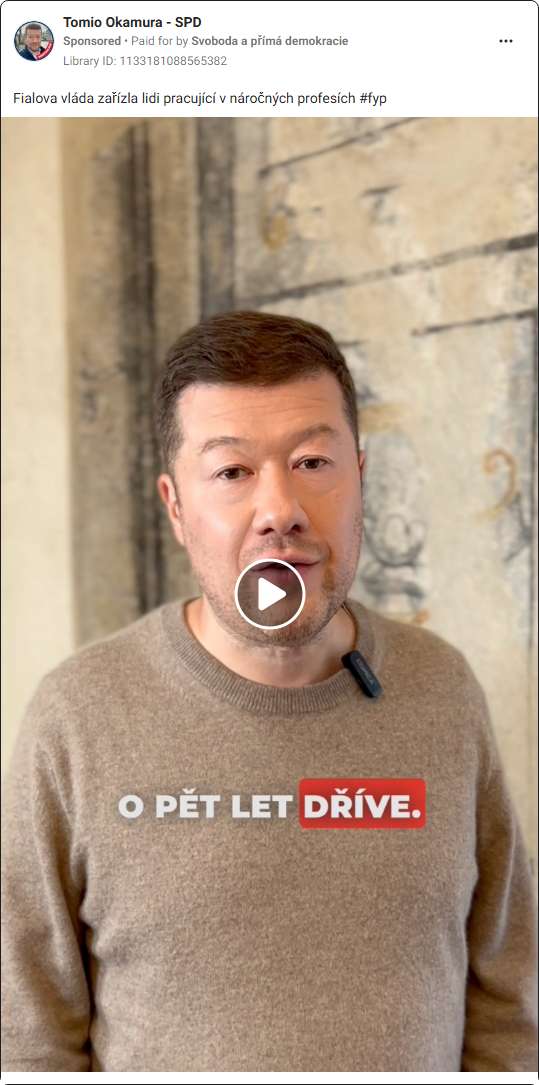 Tomio Okamura - SPD
Sponsored • Paid for by Svoboda a přímá demokracie
Library ID: 1133181088565382
Fialova vláda zařízla lidi pracující v náročných profesích #fyp
O PĚT LET DŘÍVE.